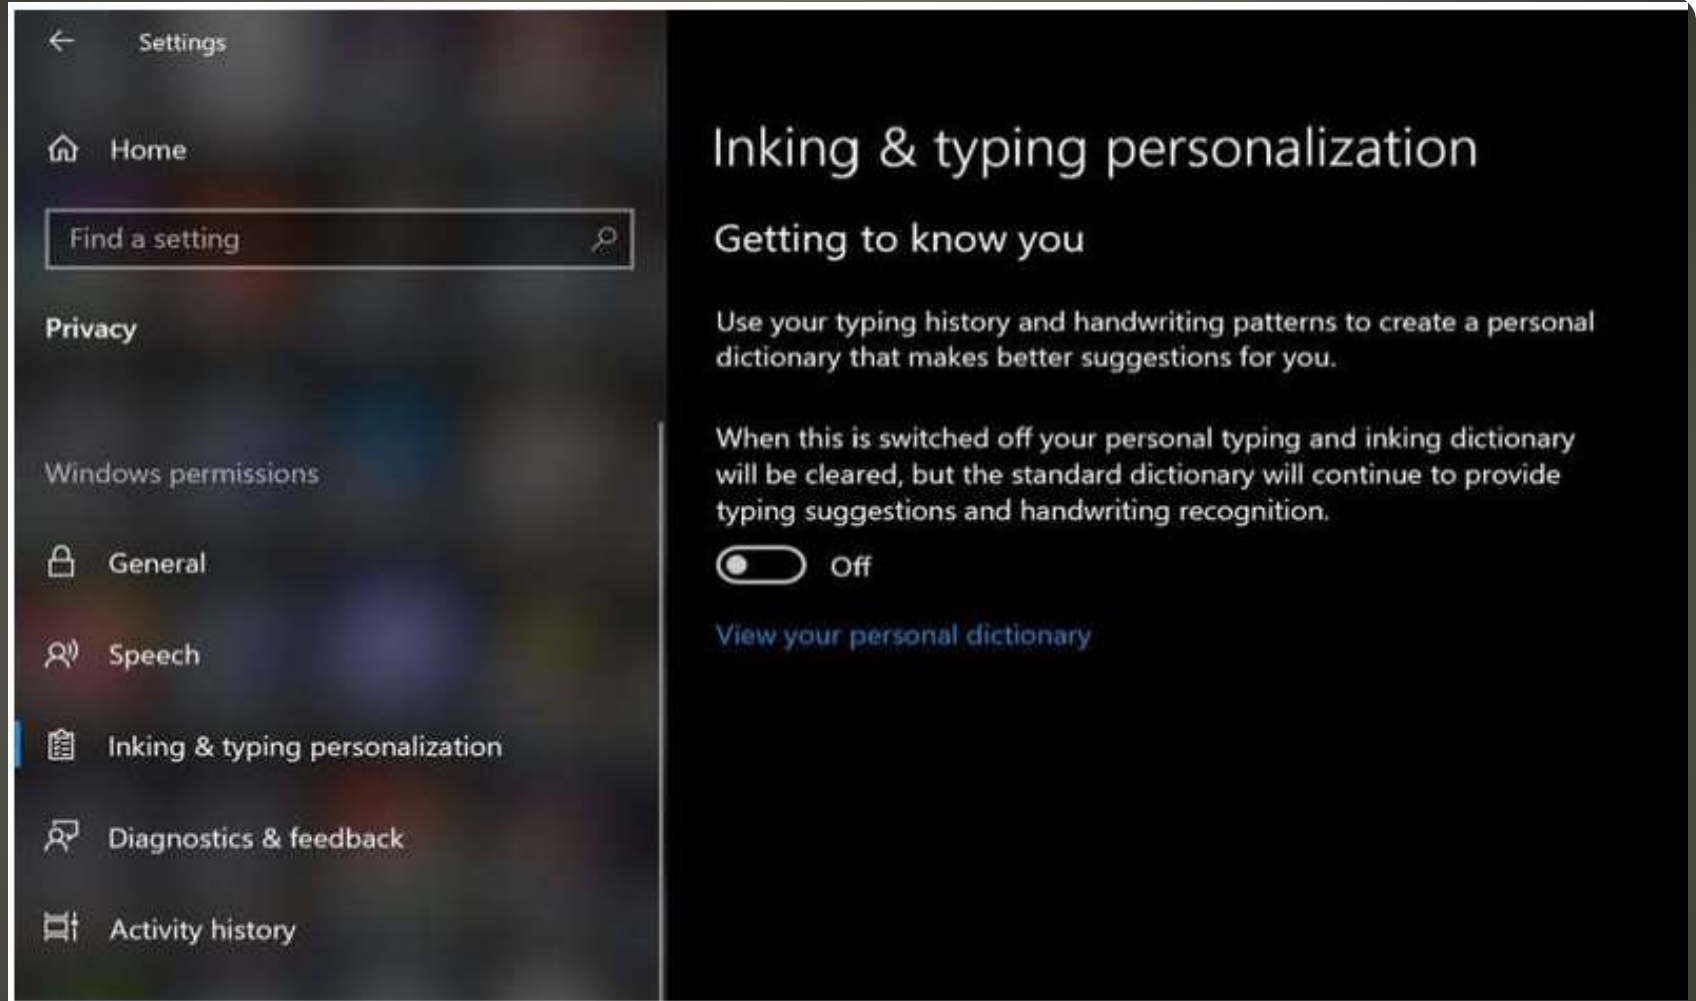 Settings
Home
Find a setting
Privacy
Windows permissions
General
Speech
Inking & typing personalization
Diagnostics & feedback
Activity history
Inking & typing personalization
Getting to know you
Use your typing history and handwriting patterns to create a personal
dictionary that makes better suggestions for you.
When this is switched off your personal typing and inking dictionary
will be cleared, but the standard dictionary will continue to provide
typing suggestions and handwriting recognition.
Off
View your personal dictionary